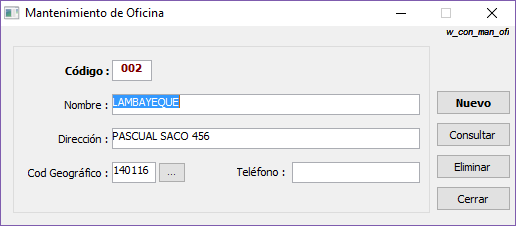 Mantenimiento de Oficina
w_con_man_ofi
Código : 002
Nombre : LAMBAYEQUE
Dirección : PASCUAL SACO 456
Cod Geográfico : 140116 ... Teléfono :
Nuevo
Consultar
Eliminar
Cerrar